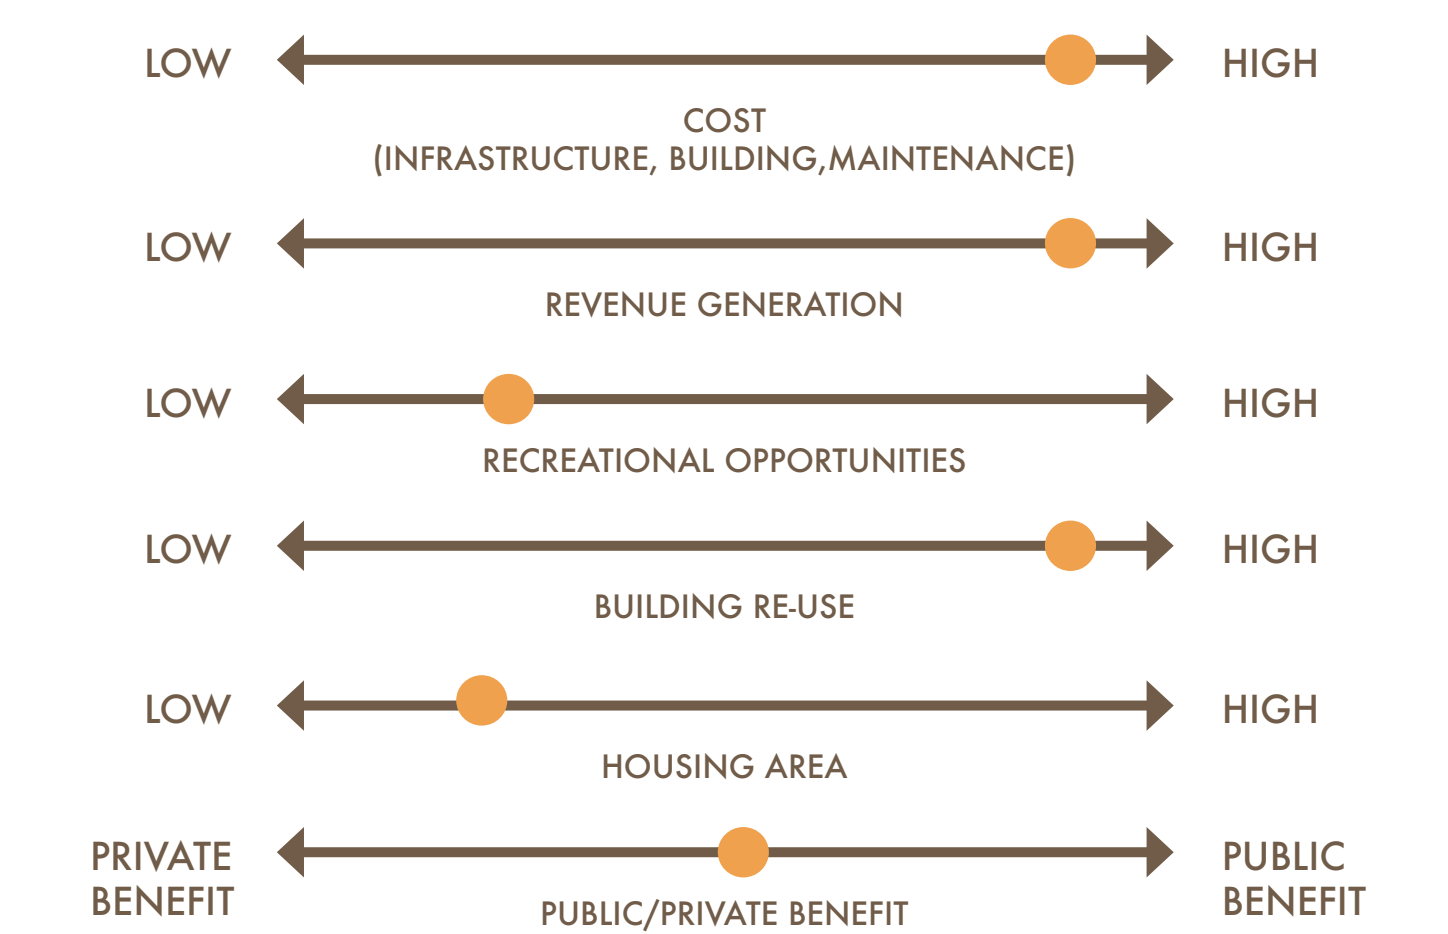 LOW HIGH
COST
(INFRASTRUCTURE, BUILDING,MAINTENANCE)
LOW HIGH
REVENUE GENERATION
LOW HIGH
RECREATIONAL OPPORTUNITIES
LOW HIGH
BUILDING RE-USE
LOW HIGH
HOUSING AREA
PRIVATE
BENEFIT
PUBLIC
BENEFIT
PUBLIC/PRIVATE BENEFIT